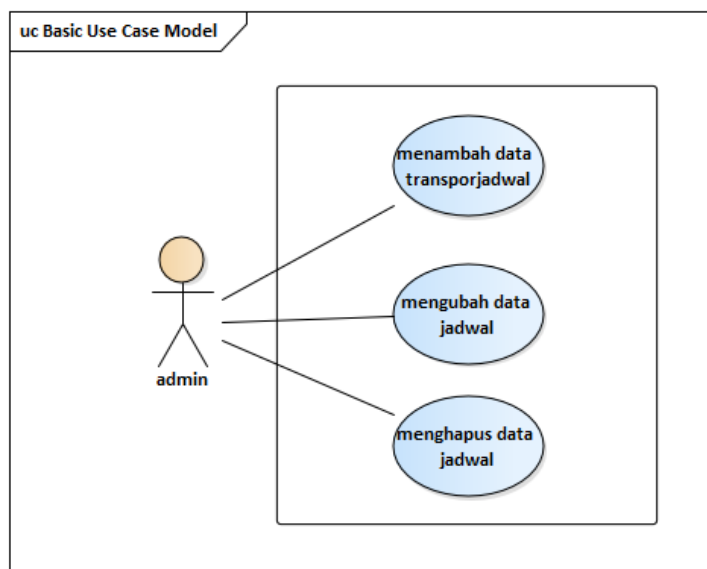 uc Basic Use Case Model
menambah data
transporjadwal
mengubah data
jadwal
admin
menghapus data
jadwal